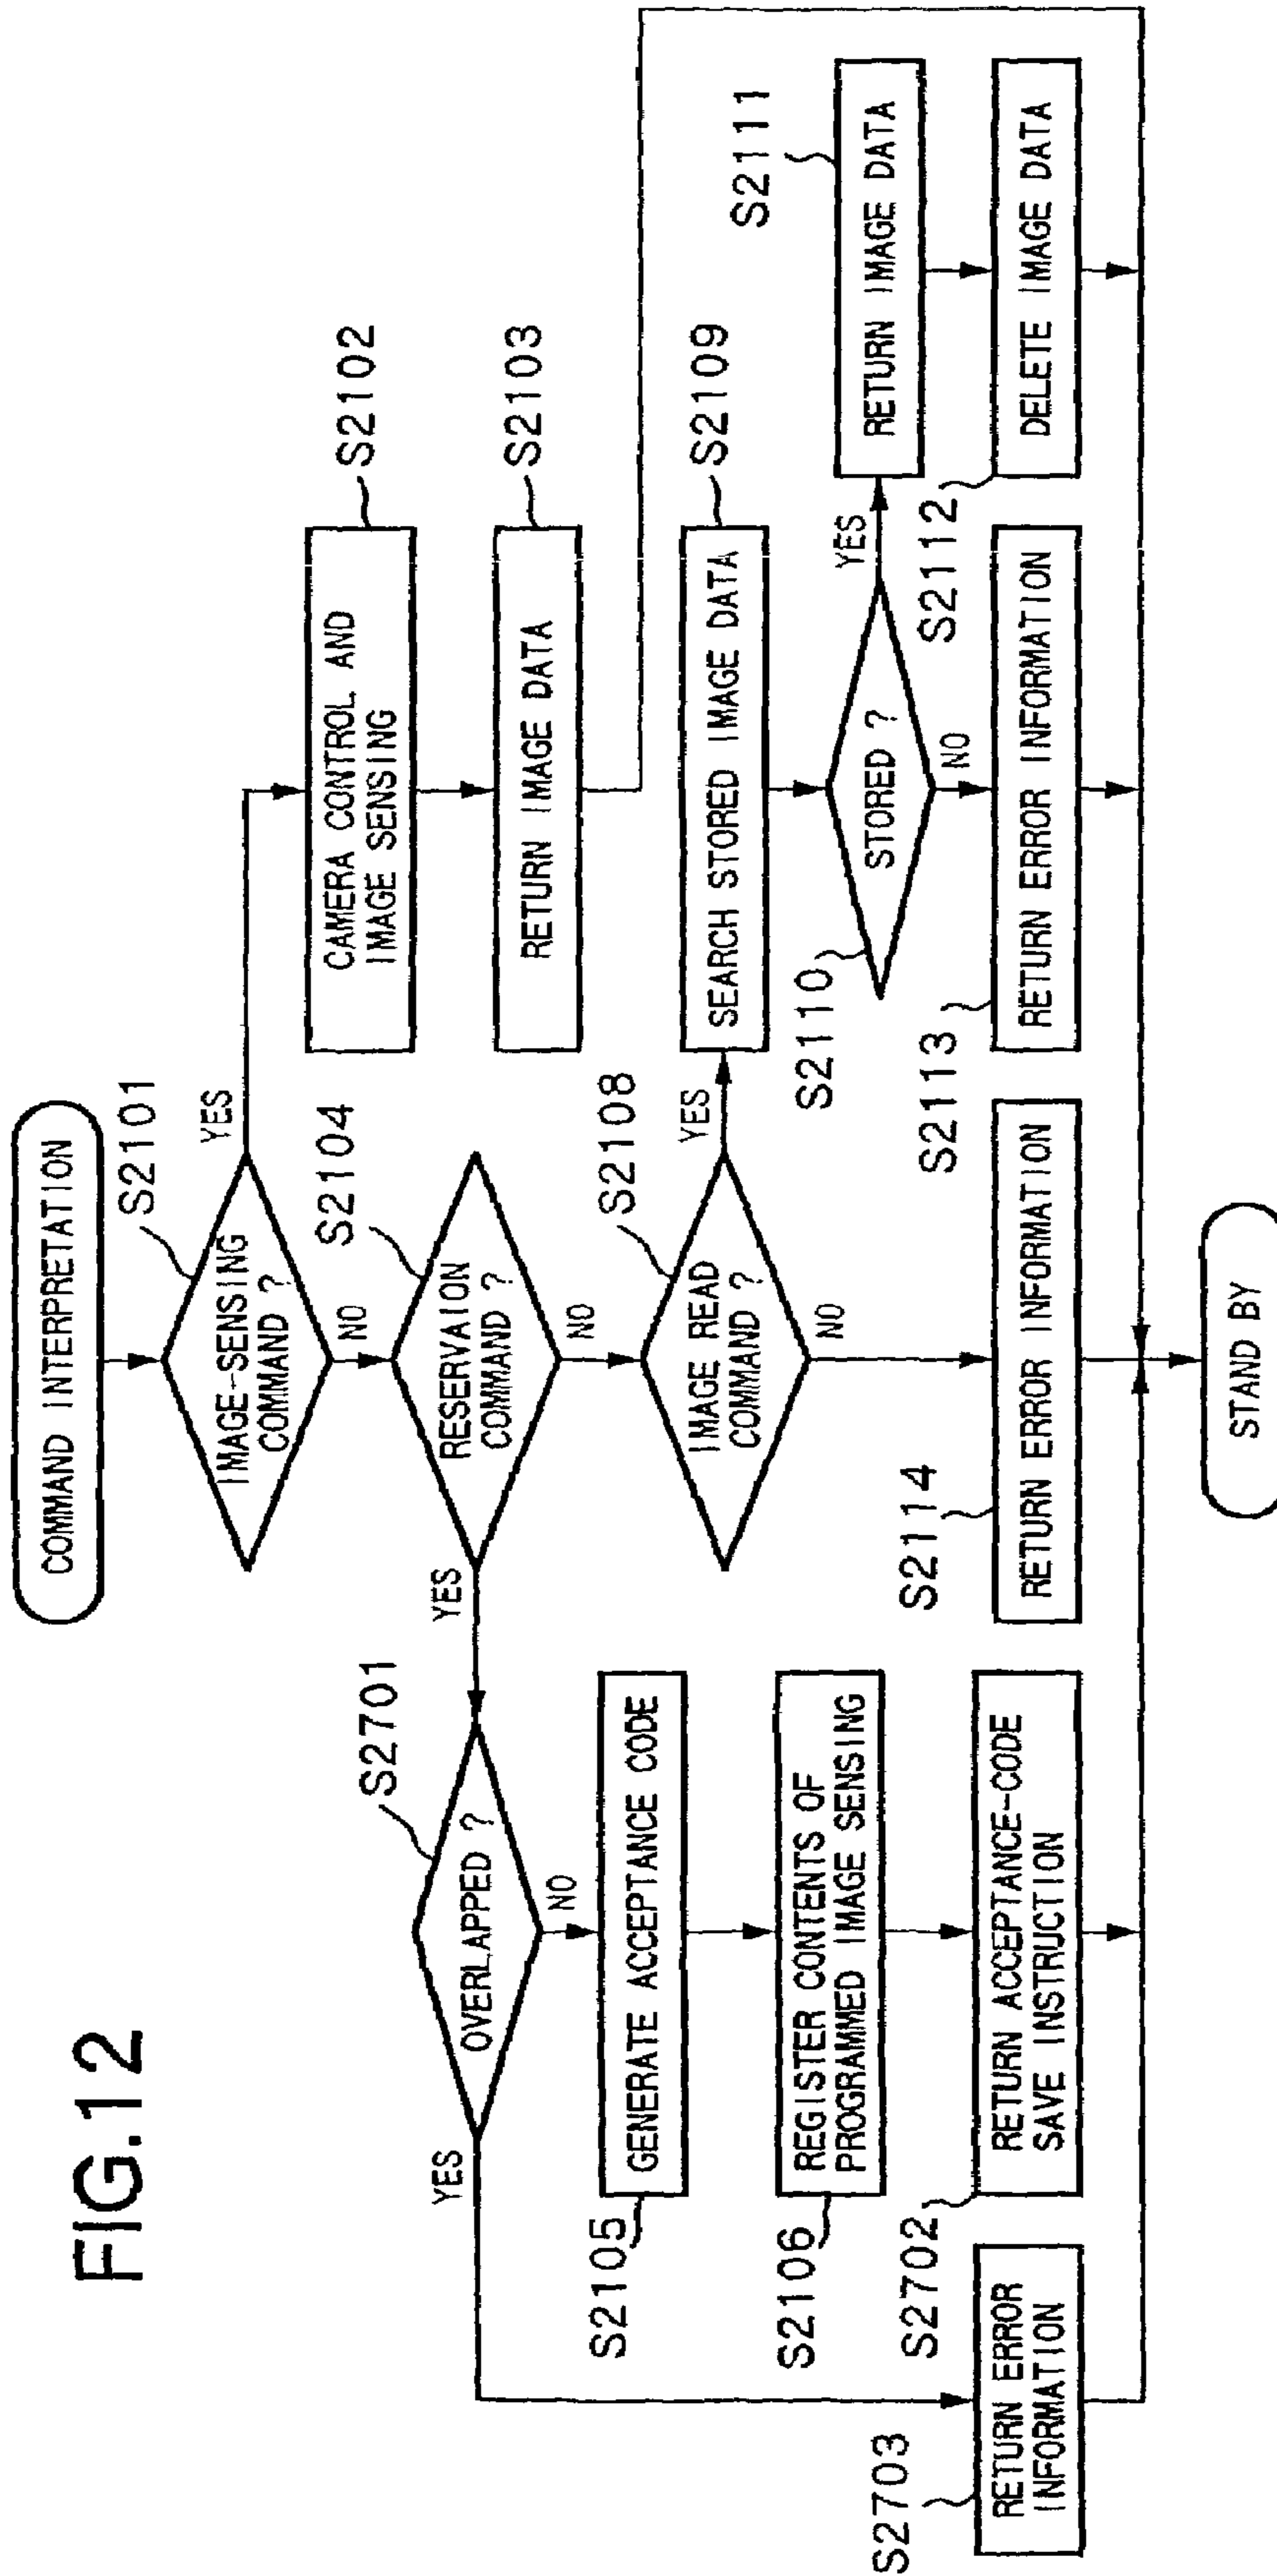 FIG.12
COMMAND INTERPRETATION
S2101
IMAGE-SENSING
COMMAND ?
YES
NO
S2102
CAMERA CONTROL AND
IMAGE SENSING
S2103
RETURN IMAGE DATA
S2104
RESERVAION
COMMAND ?
YES
NO
S2701
OVERLAPPED ?
YES
NO
S2105
GENERATE ACCEPTANCE CODE
S2106
REGISTER CONTENTS OF
PROGRAMMED IMAGE SENSING
S2702
RETURN ACCEPTANCE-CODE
SAVE INSTRUCTION
S2703
RETURN ERROR
INFORMATION
S2108
IMAGE READ
COMMAND ?
YES
NO
S2109
SEARCH STORED IMAGE DATA
S2110
STORED ?
YES
NO
S2111
RETURN IMAGE DATA
S2112
DELETE IMAGE DATA
S2113
RETURN ERROR INFORMATION
S2114
RETURN ERROR INFORMATION
STAND BY